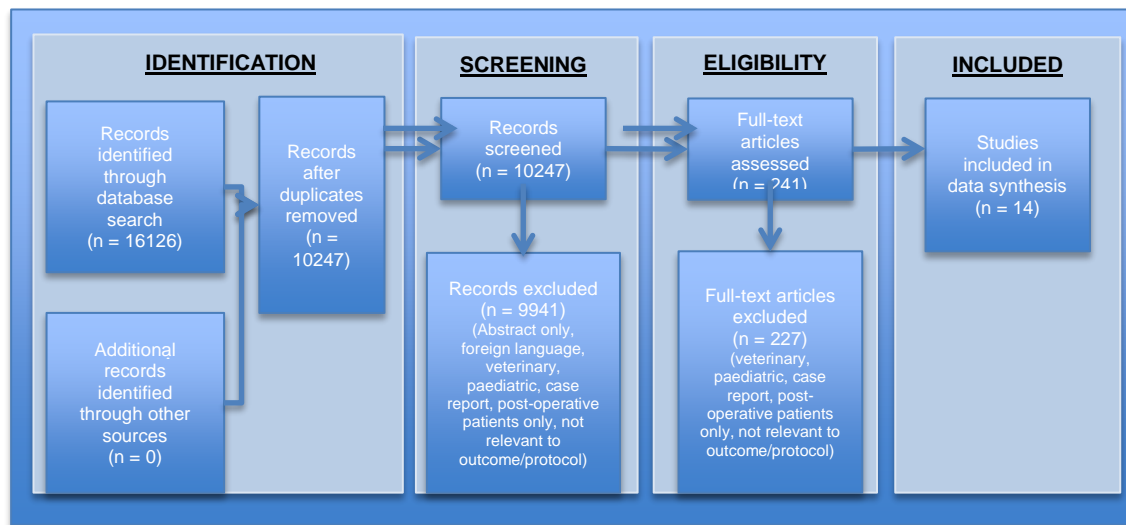 IDENTIFICATION
Records
identified
through
database
search
(n = 16126)
Additional
records
identified
through other
sources
(n = 0)
Records
after
duplicates
removed
(n =
10247)
SCREENING
Records
screened
(n = 10247)
Records excluded
(n = 9941)
(Abstract only,
foreign language,
veterinary,
paediatric, case
report, post-operative
patients only, not
relevant to
outcome/protocol)
ELIGIBILITY
Full-text
articles
assessed
(n = 241)
Full-text articles
excluded
(n = 227)
(veterinary,
paediatric, case
report, post-
operative patients
only, not relevant to
outcome/protocol)
INCLUDED
Studies
included in
data synthesis
(n = 14)